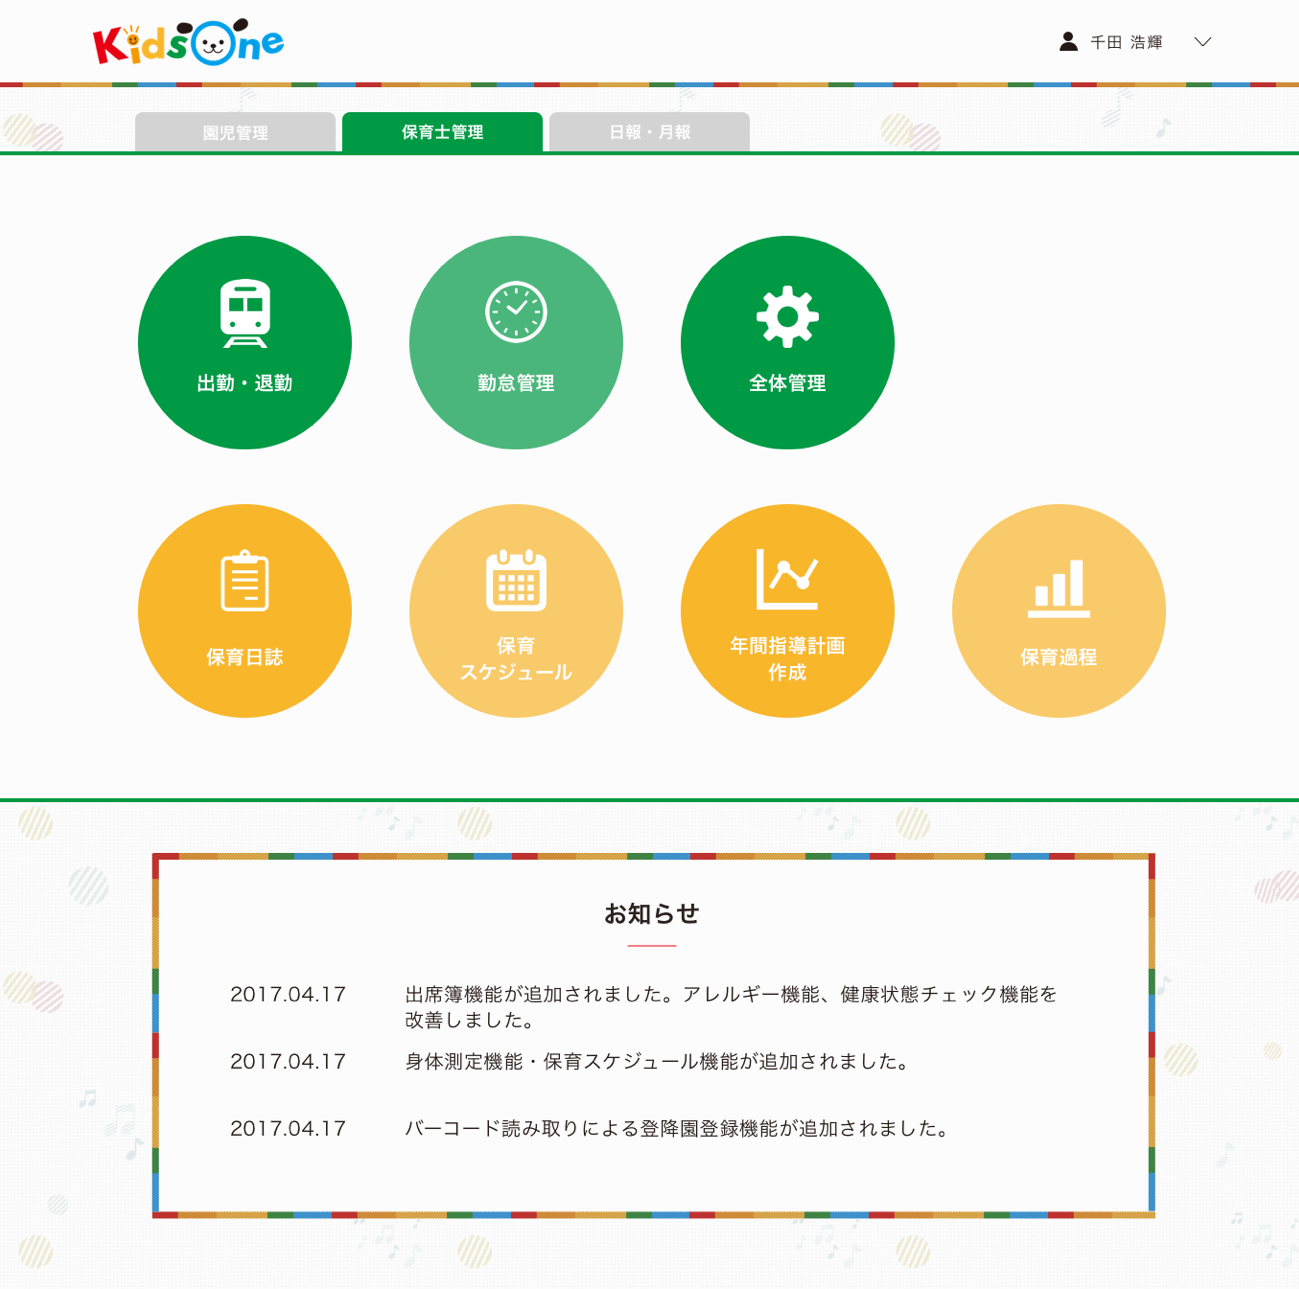 KidsOne
千田 浩輝
園児管理
保育士管理
日報・月報
出勤・退勤
勤怠管理
全体管理
保育日誌
保育
スケジュール
年間指導計画
作成
保育過程
お知らせ
2017.04.17
出席簿機能が追加されました。アレルギー機能、健康状態チェック機能を
改善しました。
2017.04.17
身体測定機能・保育スケジュール機能が追加されました。
2017.04.17
バーコード読み取りによる登降園登録機能が追加されました。